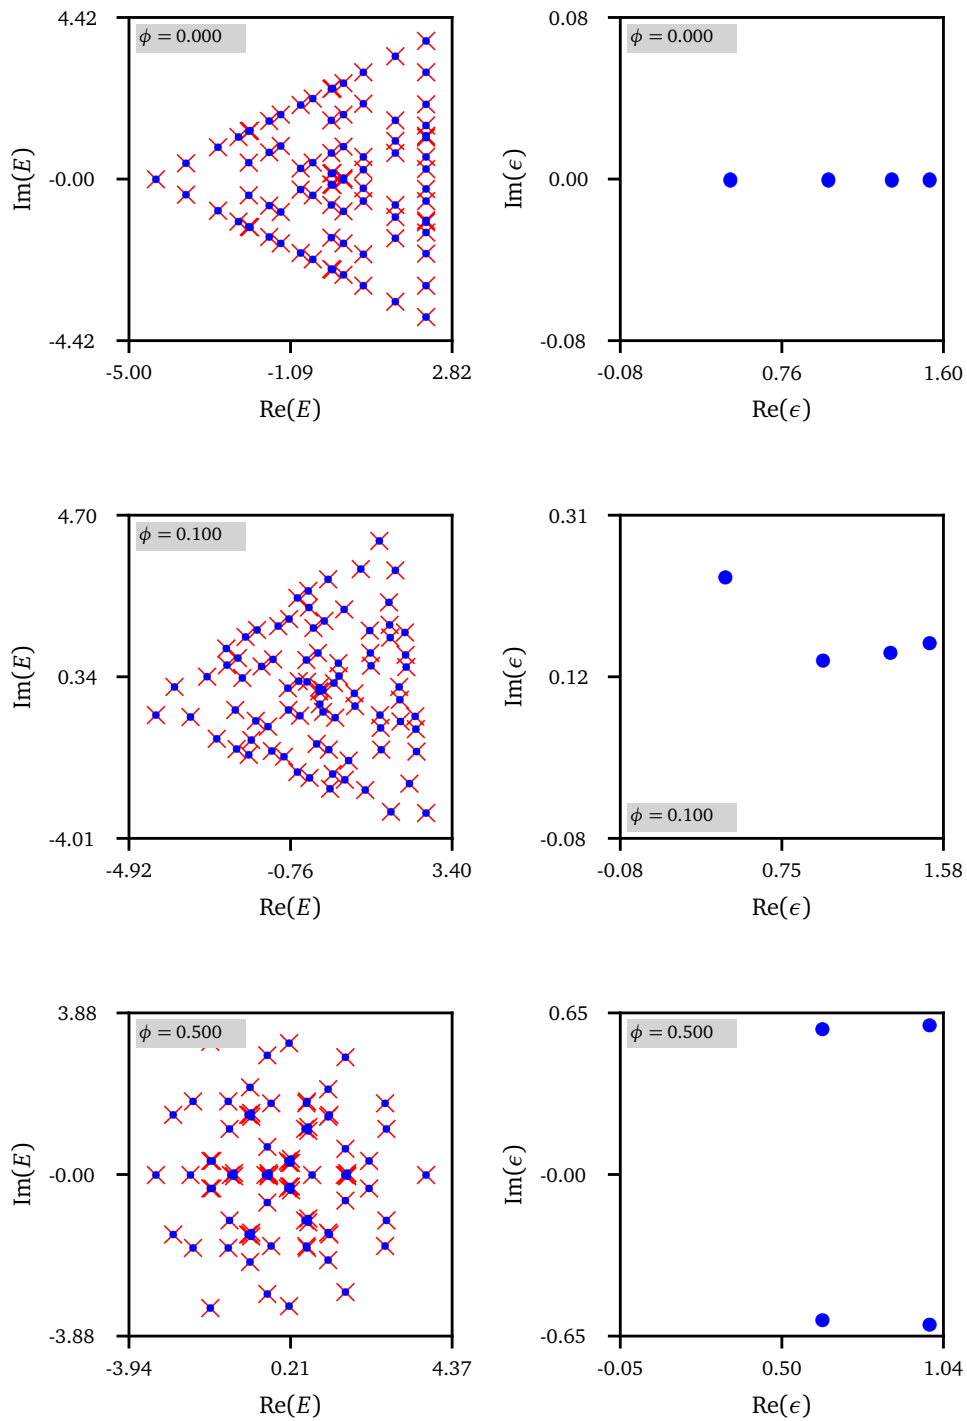 4.42
ϕ = 0.000
Im(E)
-0.00
-4.42
-5.00
-1.09
2.82
Re(E)
0.08
ϕ = 0.000
Im(ϵ)
0.00
-0.08
-0.08
0.76
1.60
Re(ϵ)
4.70
ϕ = 0.100
Im(E)
0.34
-4.01
-4.92
-0.76
3.40
Re(E)
0.31
Im(ϵ)
0.12
ϕ = 0.100
-0.08
-0.08
0.75
1.58
Re(ϵ)
3.88
ϕ = 0.500
Im(E)
-0.00
-3.88
-3.94
0.21
4.37
Re(E)
0.65
ϕ = 0.500
Im(ϵ)
-0.00
-0.65
-0.05
0.50
1.04
Re(ϵ)